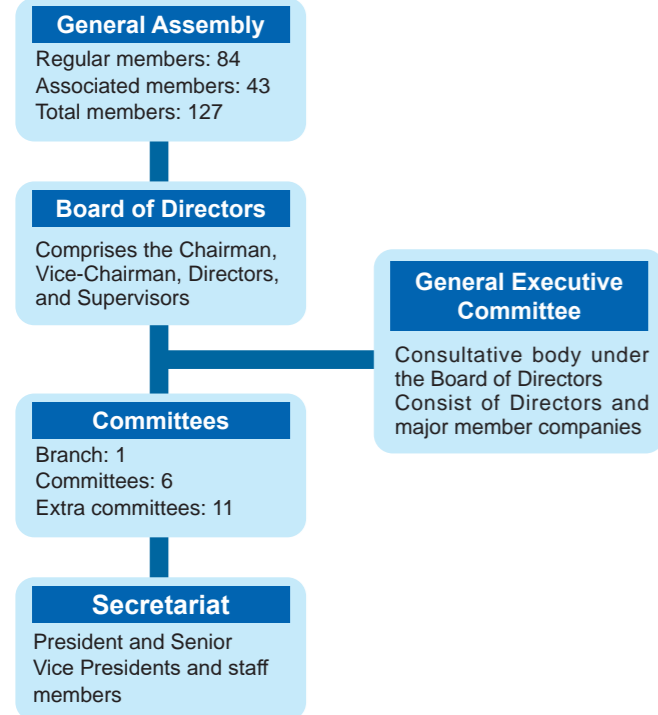 General Assembly
Regular members: 84
Associated members: 43
Total members: 127
Board of Directors
Comprises the Chairman,
Vice-Chairman, Directors,
and Supervisors
General Executive
Committee
Consultative body under
the Board of Directors
Consist of Directors and
major member companies
Committees
Branch: 1
Committees: 6
Extra committees: 11
Secretariat
President and Senior
Vice Presidents and staff
members